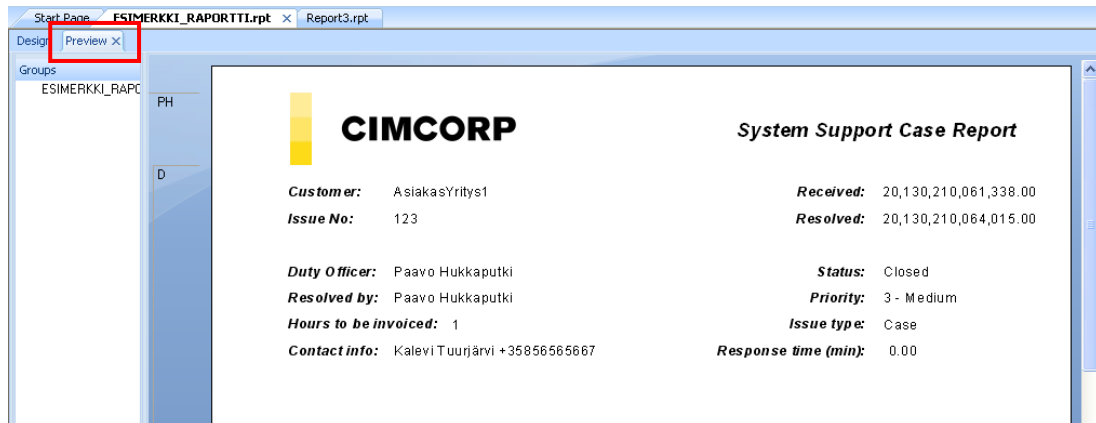 Start Page ESIMERKKI_RAPORTTI.rpt × Report3.rpt
Design Preview ×
Groups
ESIMERKKI_RAPO
PH
CIMCORP System Support Case Report
D
Customer: AsiakasYritys1 Received: 20,130,210,061,338.00
Issue No: 123 Resolved: 20,130,210,064,015.00
Duty Officer: Paavo Hukkaputki Status: Closed
Resolved by: Paavo Hukkaputki Priority: 3 - Medium
Hours to be invoiced: 1 Issue type: Case
Contact info: Kalevi Tuurjärvi +35856565667 Response time (min): 0.00